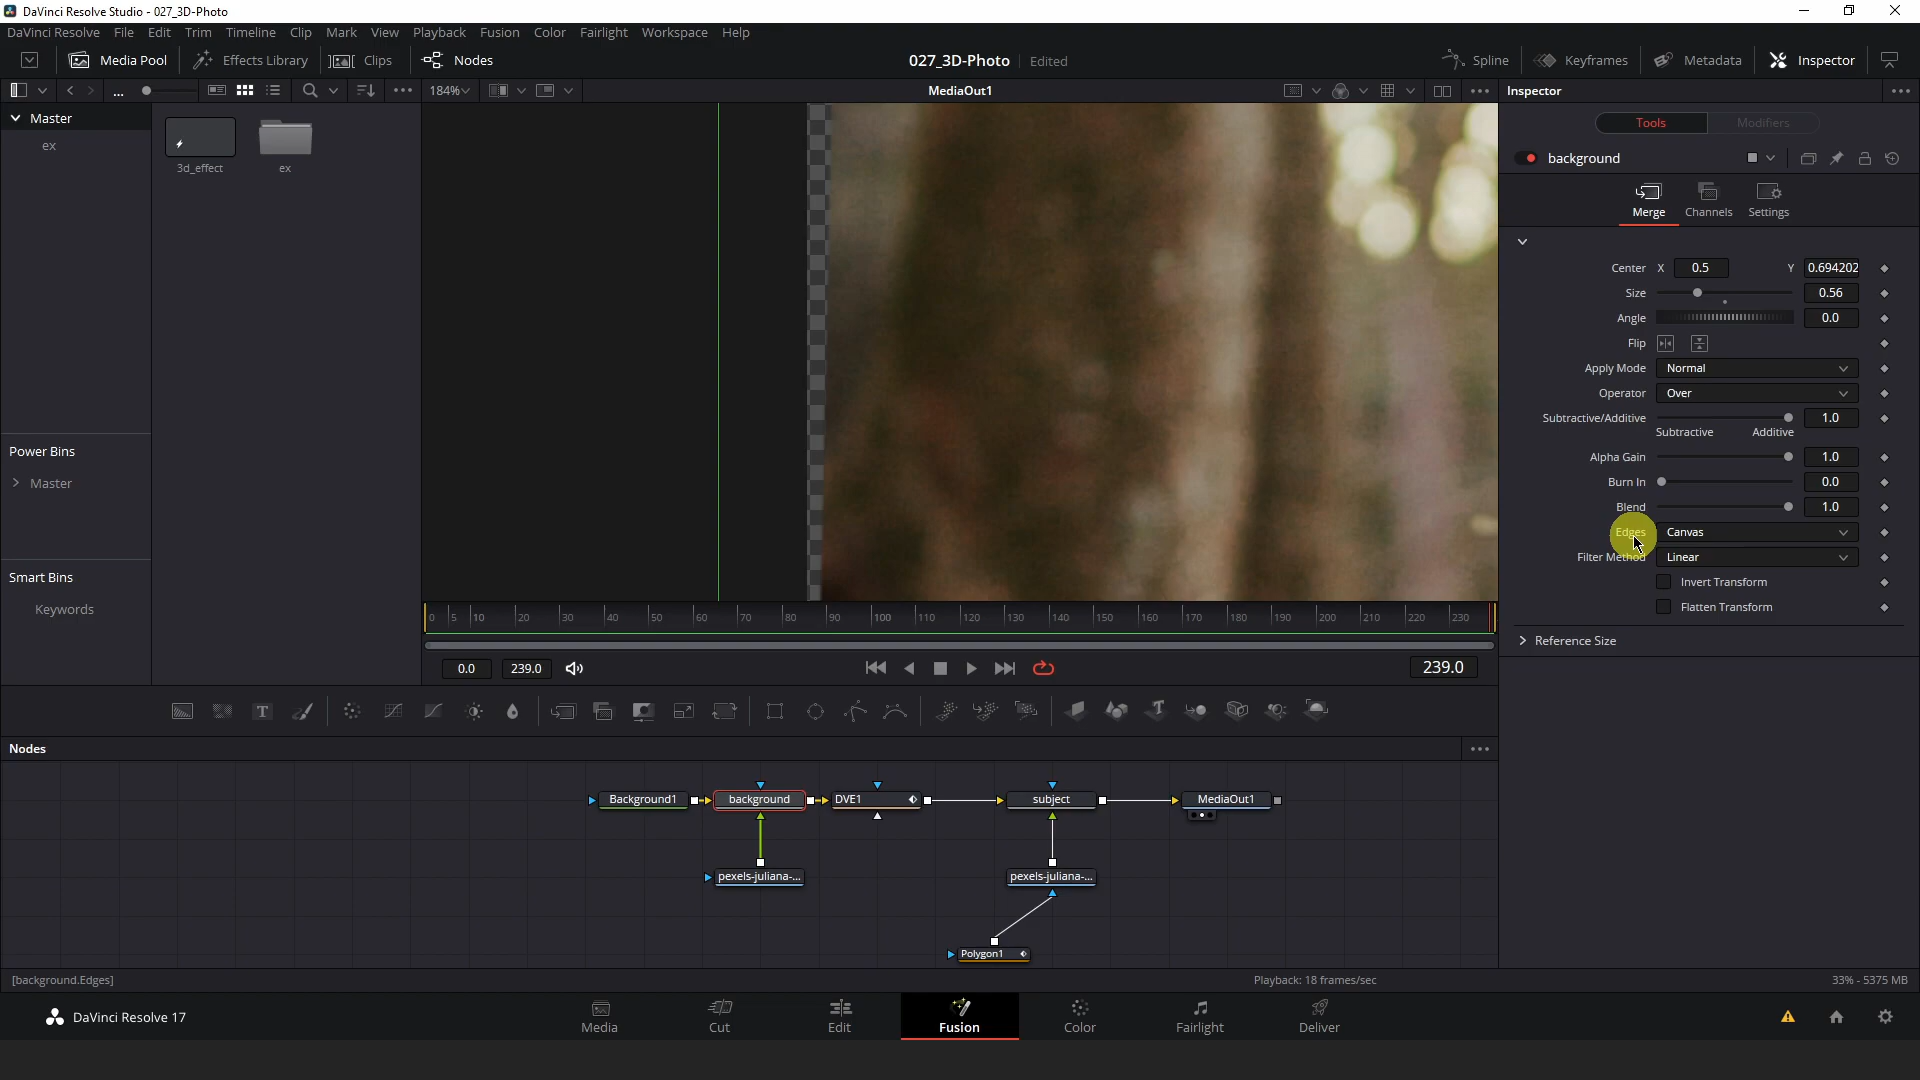 DaVinci Resolve Studio - 027_3D-Photo
DaVinci Resolve File Edit Trim Timeline Clip Mark View Playback Fusion Color Fairlight Workspace Help
Media Pool Effects Library Clips Nodes 027_3D-Photo Edited Spline Keyframes Metadata Inspector
... 184% MediaOut1 Inspector
Master
ex
3d_effect
ex
Power Bins
Master
Smart Bins
Keywords
Tools Modifiers
background
Merge Channels Settings
Center X 0.5 Y 0.694202
Size 0.56
Angle 0.0
Flip
Apply Mode Normal
Operator Over
Subtractive/Additive 1.0
Subtractive Additive
Alpha Gain 1.0
Burn In 0.0
Blend 1.0
Edges Canvas
Filter Method Linear
Invert Transform
Flatten Transform
Reference Size
0 5 10 20 30 40 50 60 70 80 90 100 110 120 130 140 150 160 170 180 190 200 210 220 230
0.0 239.0 239.0
T
Nodes
Background1 background DVE1 subject MediaOut1
pexels-juliana-... pexels-juliana-...
Polygon1
[background.Edges] Playback: 18 frames/sec 33% - 5375 MB
DaVinci Resolve 17 Media Cut Edit Fusion Color Fairlight Deliver